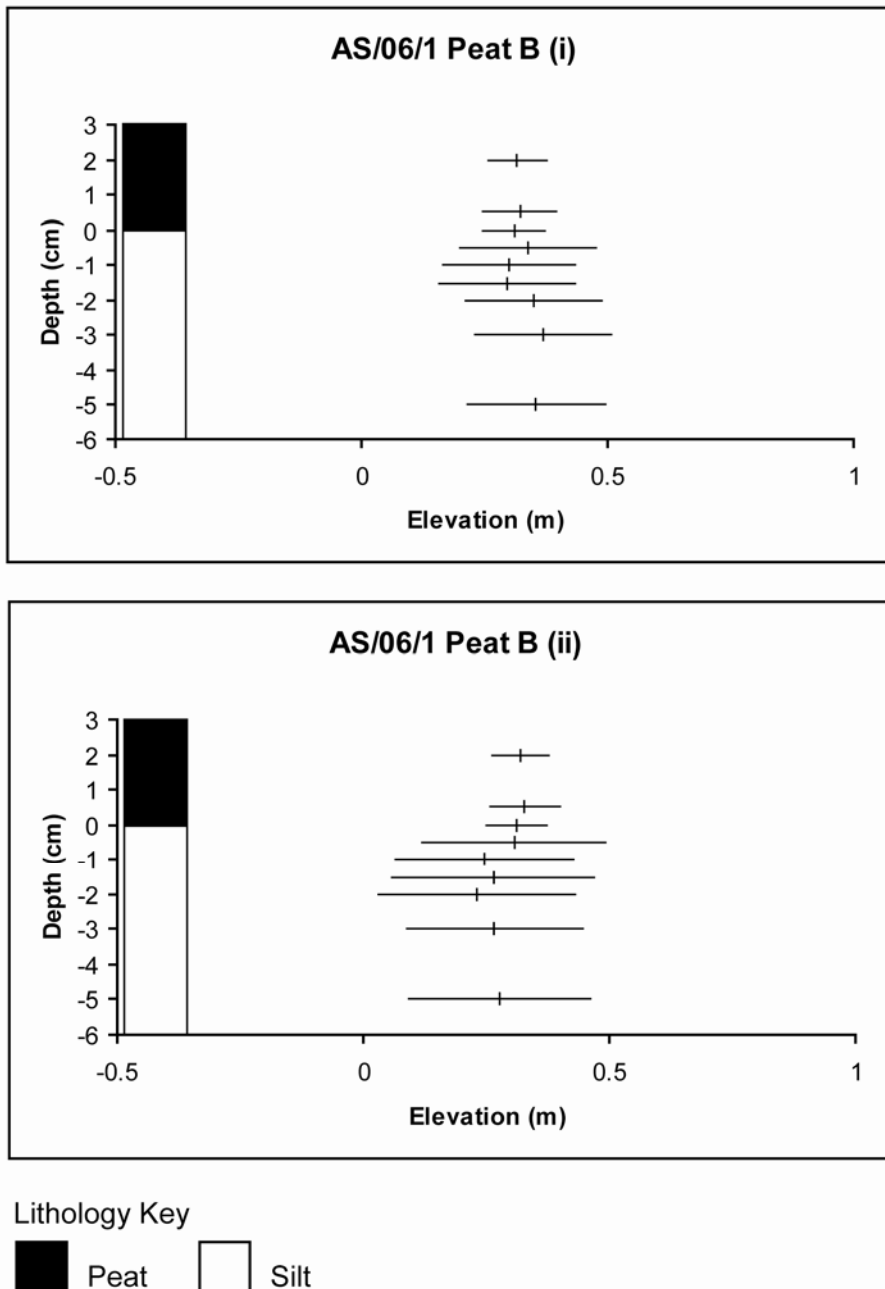 AS/06/1 Peat B (i)
3
2
1
0
-1
-2
-3
-4
-5
-6
Depth (cm)
-0.5 0 0.5 1
Elevation (m)
AS/06/1 Peat B (ii)
3
2
1
0
-1
-2
-3
-4
-5
-6
Depth (cm)
-0.5 0 0.5 1
Elevation (m)
Lithology Key
Peat Silt